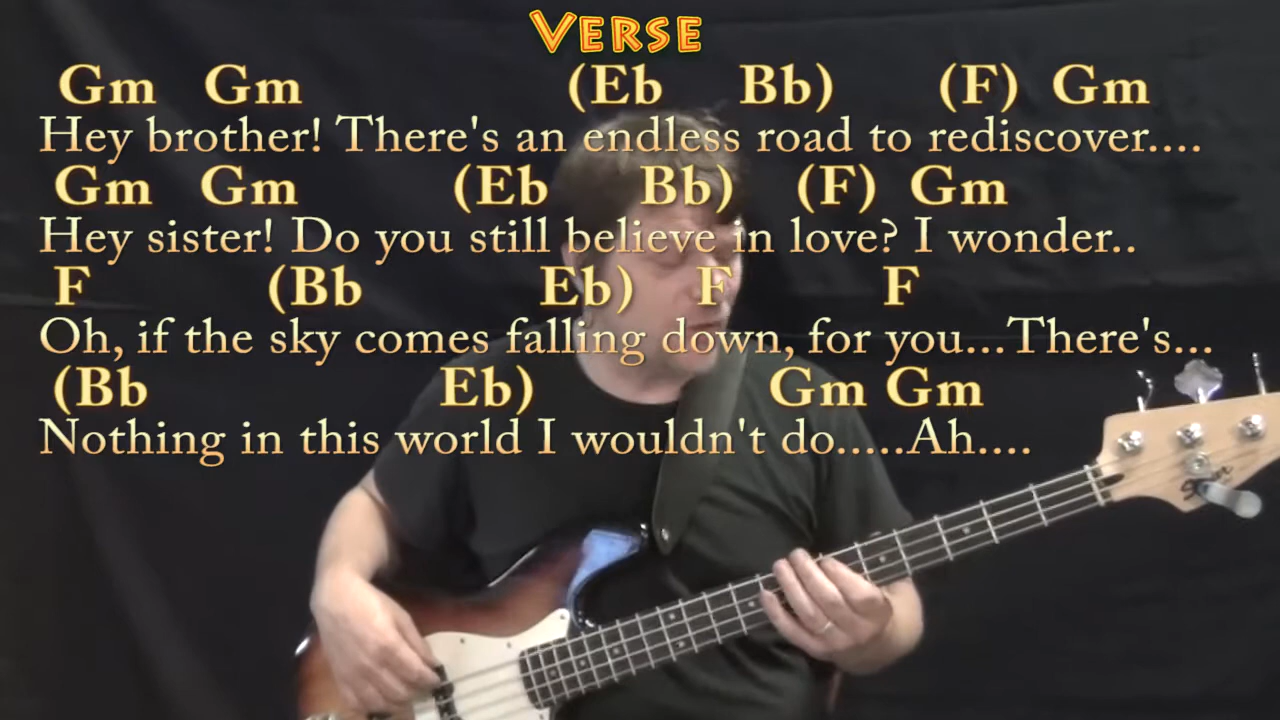 VERSE
Gm Gm (Eb Bb) (F) Gm
Hey brother! There's an endless road to rediscover....
Gm Gm (Eb Bb) (F) Gm
Hey sister! Do you still believe in love? I wonder..
F (Bb Eb) F F
Oh, if the sky comes falling down, for you...There's...
(Bb Eb) Gm Gm
Nothing in this world I wouldn't do.....Ah....